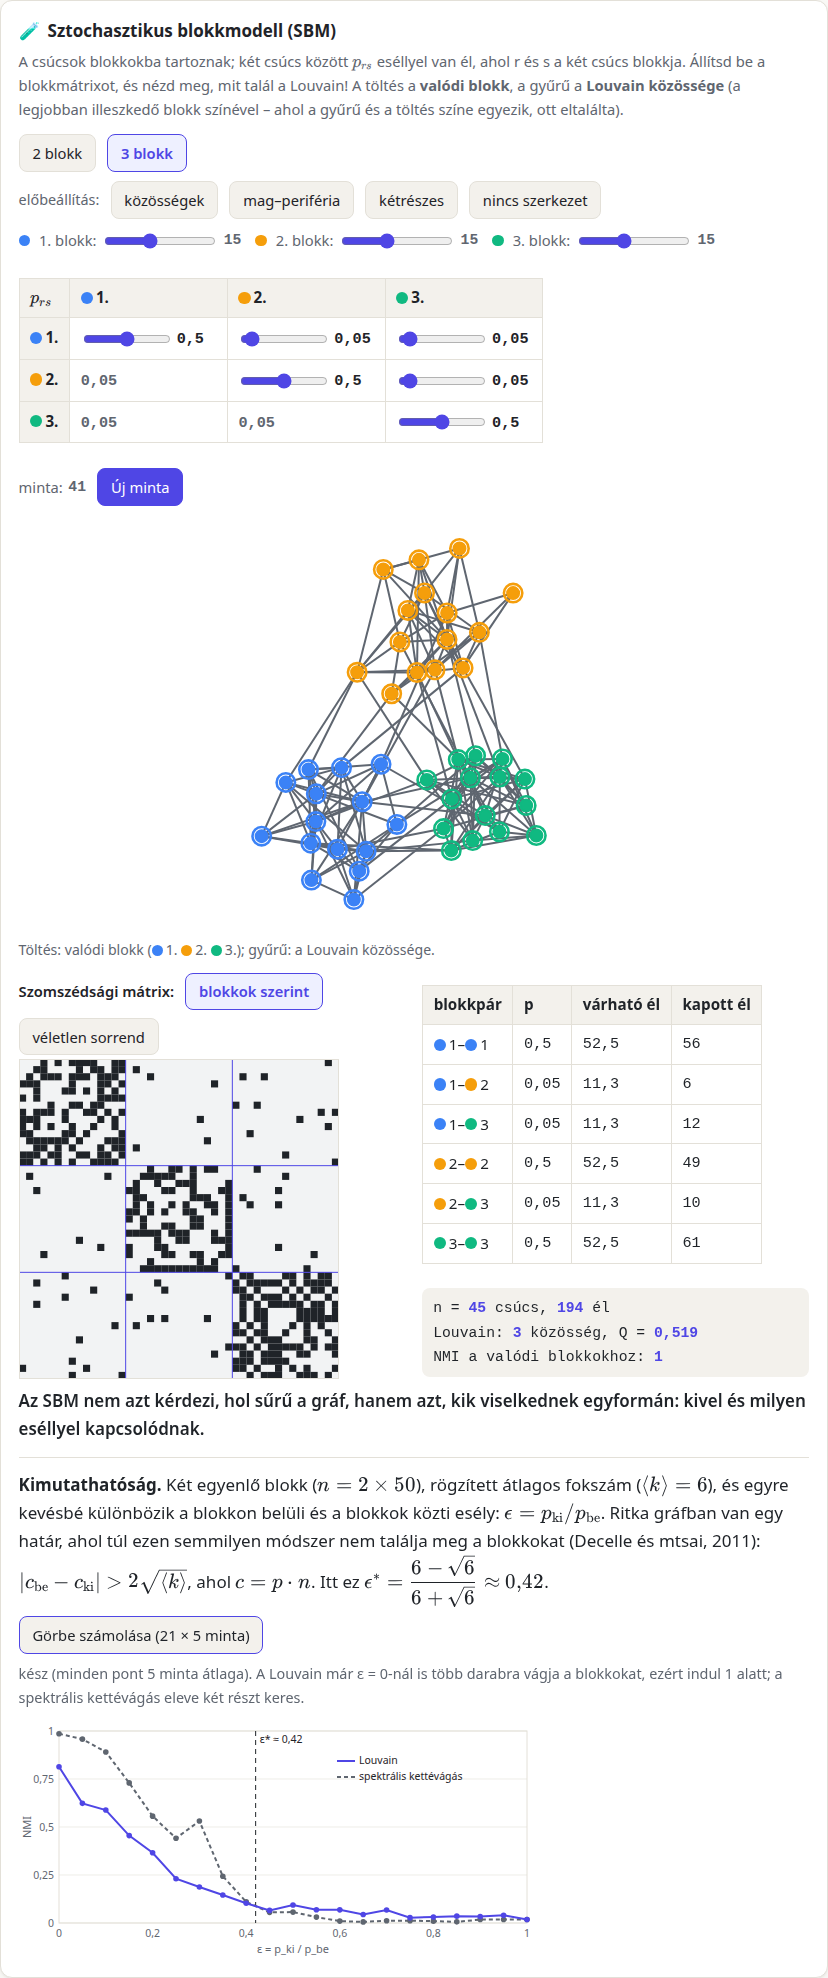 🧪 Sztochasztikus blokkmodell (SBM)
A csúcsok blokkokba tartoznak; két csúcs között p_rs eséllyel van él, ahol r és s a két csúcs blokkja. Állítsd be a
blokkmátrixot, és nézd meg, mit talál a Louvain! A töltés a valódi blokk, a gyűrű a Louvain közössége (a
legjobban illeszkedő blokk színével – ahol a gyűrű és a töltés színe egyezik, ott eltalálta).
2 blokk 3 blokk
előbeállítás: közösségek mag–periféria kétrészes nincs szerkezet
1. blokk: 15 2. blokk: 15 3. blokk: 15
p_rs 1. 2. 3.
1. 0,5 0,05 0,05
2. 0,05 0,5 0,05
3. 0,05 0,05 0,5
minta: 41 Új minta
Töltés: valódi blokk (1. 2. 3.); gyűrű: a Louvain közössége.
Szomszédsági mátrix: blokkok szerint
véletlen sorrend
blokkpár p várható él kapott él
1–1 0,5 52,5 56
1–2 0,05 11,3 6
1–3 0,05 11,3 12
2–2 0,5 52,5 49
2–3 0,05 11,3 10
3–3 0,5 52,5 61
n = 45 csúcs, 194 él
Louvain: 3 közösség, Q = 0,519
NMI a valódi blokkokhoz: 1
Az SBM nem azt kérdezi, hol sűrű a gráf, hanem azt, kik viselkednek egyformán: kivel és milyen
eséllyel kapcsolódnak.
Kimutathatóság. Két egyenlő blokk (n = 2 × 50), rögzített átlagos fokszám (⟨k⟩ = 6), és egyre
kevésbé különbözik a blokkon belüli és a blokkok közti esély: ϵ = p_ki/p_be. Ritka gráfban van egy
határ, ahol túl ezen semmilyen módszer nem találja meg a blokkokat (Decelle és mtsai, 2011):
|c_be − c_ki| > 2√⟨k⟩, ahol c = p · n. Itt ez ϵ* = (6 − √6)/(6 + √6) ≈ 0,42.
Görbe számolása (21 × 5 minta)
kész (minden pont 5 minta átlaga). A Louvain már ε = 0-nál is több darabra vágja a blokkokat, ezért indul 1 alatt; a
spektrális kettévágás eleve két részt keres.
1
ε* ≈ 0,42
Louvain
spektrális kettévágás
0,75
0,5
NMI
0,25
0
0 0,2 0,4 0,6 0,8 1
ε = p_ki / p_be